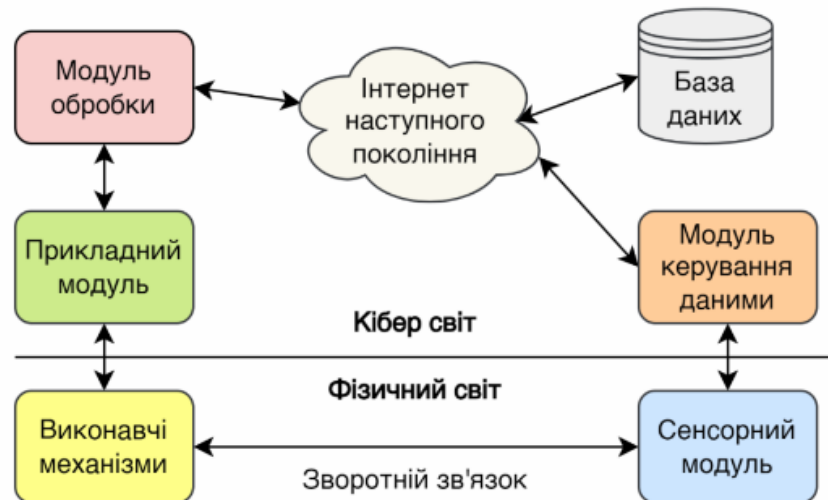 Модуль
обробки
Інтернет
наступного
покоління
База
даних
Прикладний
модуль
Модуль
керування
даними
Кібер світ
Фізичний світ
Виконавчі
механізми
Зворотній зв'язок
Сенсорний
модуль